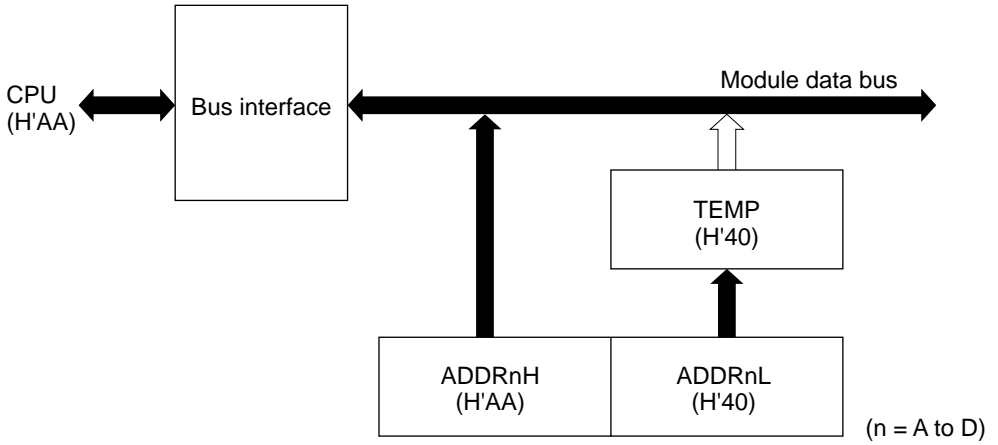 CPU
(H'AA)
Bus interface
Module data bus
TEMP
(H'40)
ADDRnH
(H'AA)
ADDRnL
(H'40)
(n = A to D)